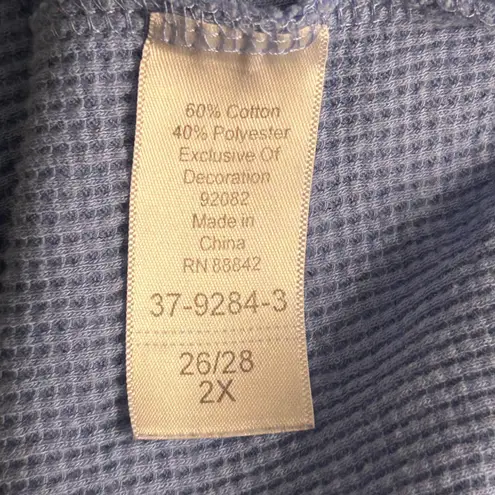 60% Cotton
40% Polyester
Exclusive Of
Decoration
92082
Made in
China
RN 88842
37-9284-3
26/28
2X